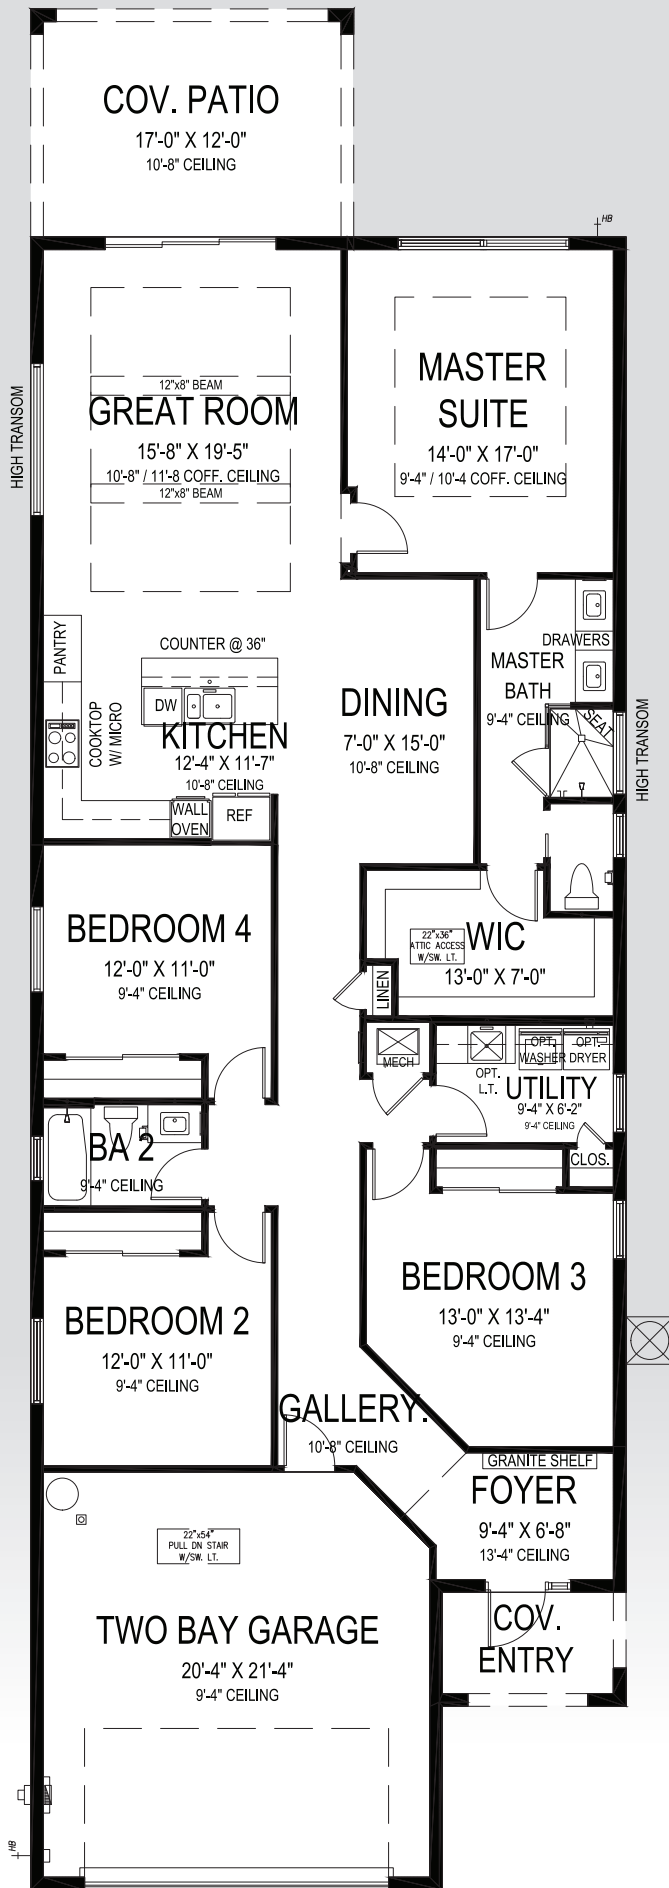 COV. PATIO
17'-0" X 12'-0"
10'-8" CEILING
HB
HIGH TRANSOM
12"x8" BEAM
GREAT ROOM
15'-8" X 19'-5"
10'-8" / 11'-8 COFF. CEILING
12"x8" BEAM
MASTER
SUITE
14'-0" X 17'-0"
9'-4" / 10'-4 COFF. CEILING
PANTRY
COUNTER @ 36"
DW
COOKTOP
W/ MICRO
KITCHEN
12'-4" X 11'-7"
10'-8" CEILING
WALL
OVEN
REF
DINING
7'-0" X 15'-0"
10'-8" CEILING
DRAWERS
MASTER
BATH
9'-4" CEILING
SEAT
HIGH TRANSOM
BEDROOM 4
12'-0" X 11'-0"
9'-4" CEILING
22"x36"
ATTIC ACCESS
W/SW. LT.
WIC
13'-0" X 7'-0"
LINEN
MECH
OPT.
L.T.
OPT.
WASHER
OPT.
DRYER
UTILITY
9'-4" X 6'-2"
9'-4" CEILING
CLOS.
BA 2
9'-4" CEILING
BEDROOM 3
13'-0" X 13'-4"
9'-4" CEILING
BEDROOM 2
12'-0" X 11'-0"
9'-4" CEILING
GALLERY.
10'-8" CEILING
GRANITE SHELF
FOYER
9'-4" X 6'-8"
13'-4" CEILING
22"x54"
PULL DN STAIR
W/SW. LT.
COV.
ENTRY
TWO BAY GARAGE
20'-4" X 21'-4"
9'-4" CEILING
HB